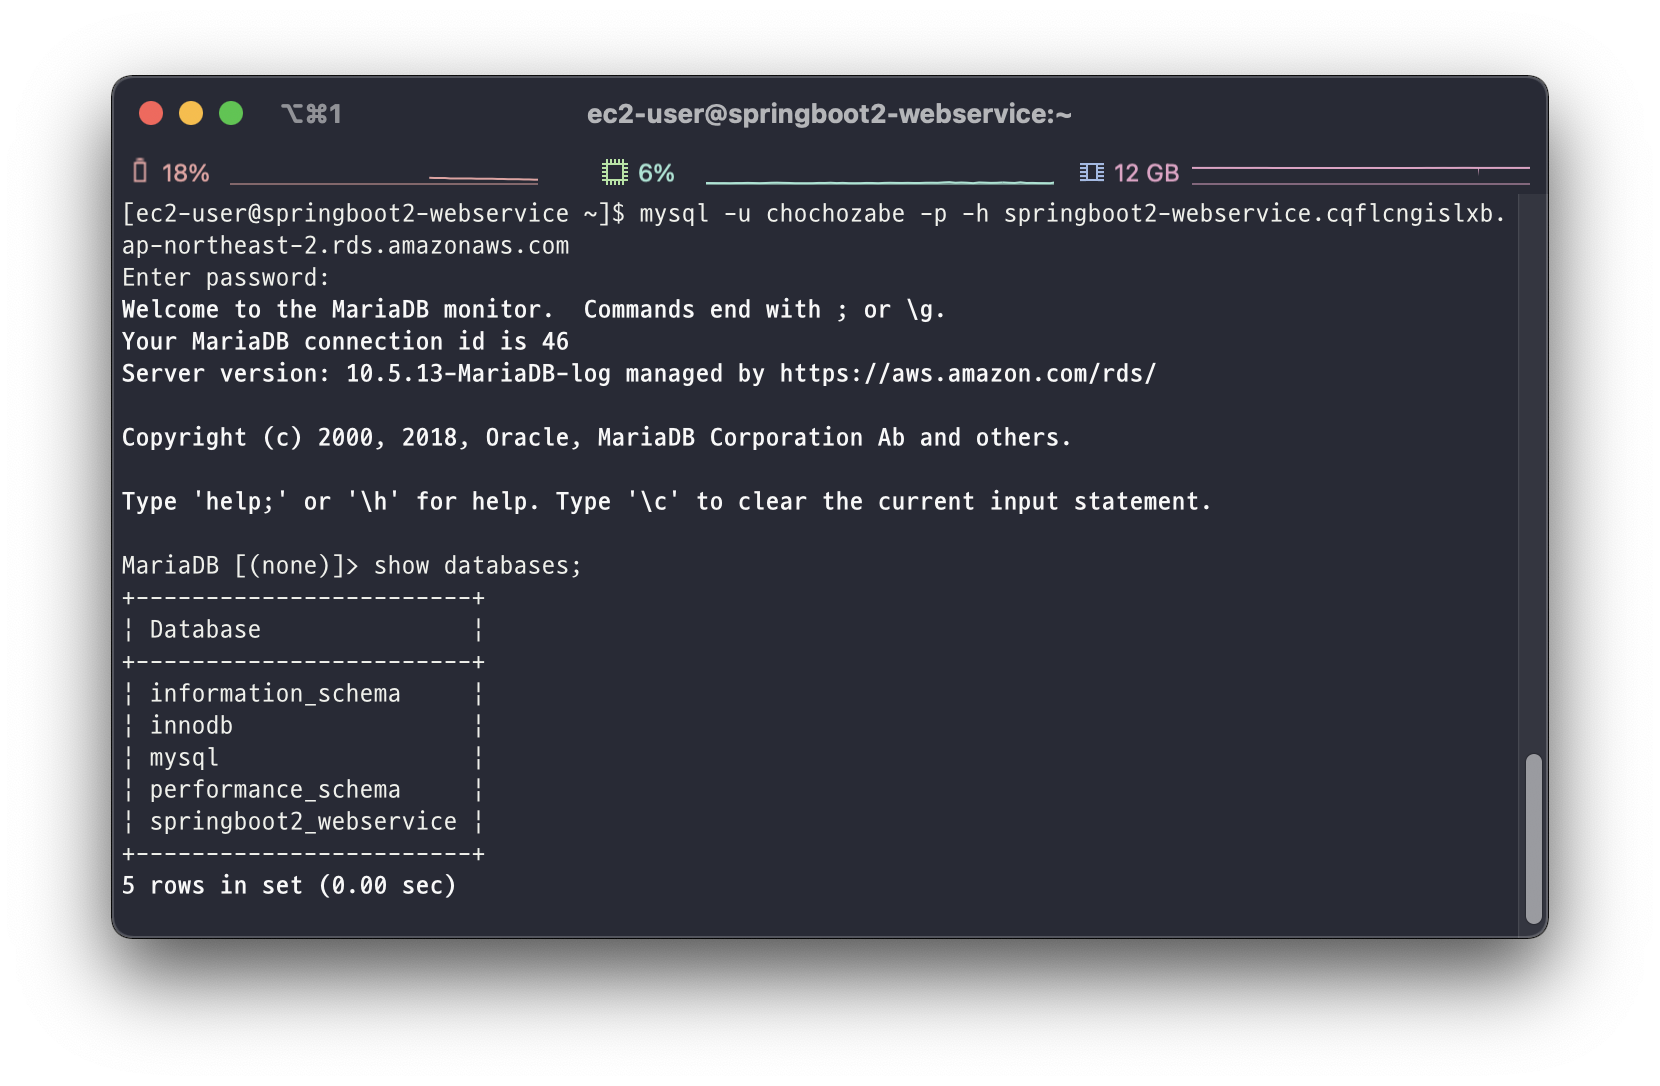 ⌥⌘1
ec2-user@springboot2-webservice:~
18%
6%
12 GB
[ec2-user@springboot2-webservice ~]$ mysql -u chochozabe -p -h springboot2-webservice.cqflcngislxb.
ap-northeast-2.rds.amazonaws.com
Enter password:
Welcome to the MariaDB monitor.  Commands end with ; or \g.
Your MariaDB connection id is 46
Server version: 10.5.13-MariaDB-log managed by https://aws.amazon.com/rds/
Copyright (c) 2000, 2018, Oracle, MariaDB Corporation Ab and others.
Type 'help;' or '\h' for help. Type '\c' to clear the current input statement.
MariaDB [(none)]> show databases;
+------------------------+
| Database               |
+------------------------+
| information_schema     |
| innodb                 |
| mysql                  |
| performance_schema     |
| springboot2_webservice |
+------------------------+
5 rows in set (0.00 sec)